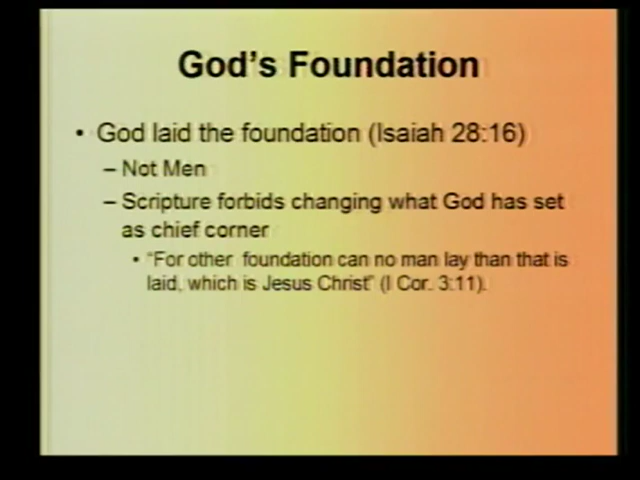 God's Foundation
• God laid the foundation (Isaiah 28:16)
– Not Men
– Scripture forbids changing what God has set
as chief corner
• "For other foundation can no man lay than that is
laid, which is Jesus Christ" (I Cor. 3:11).